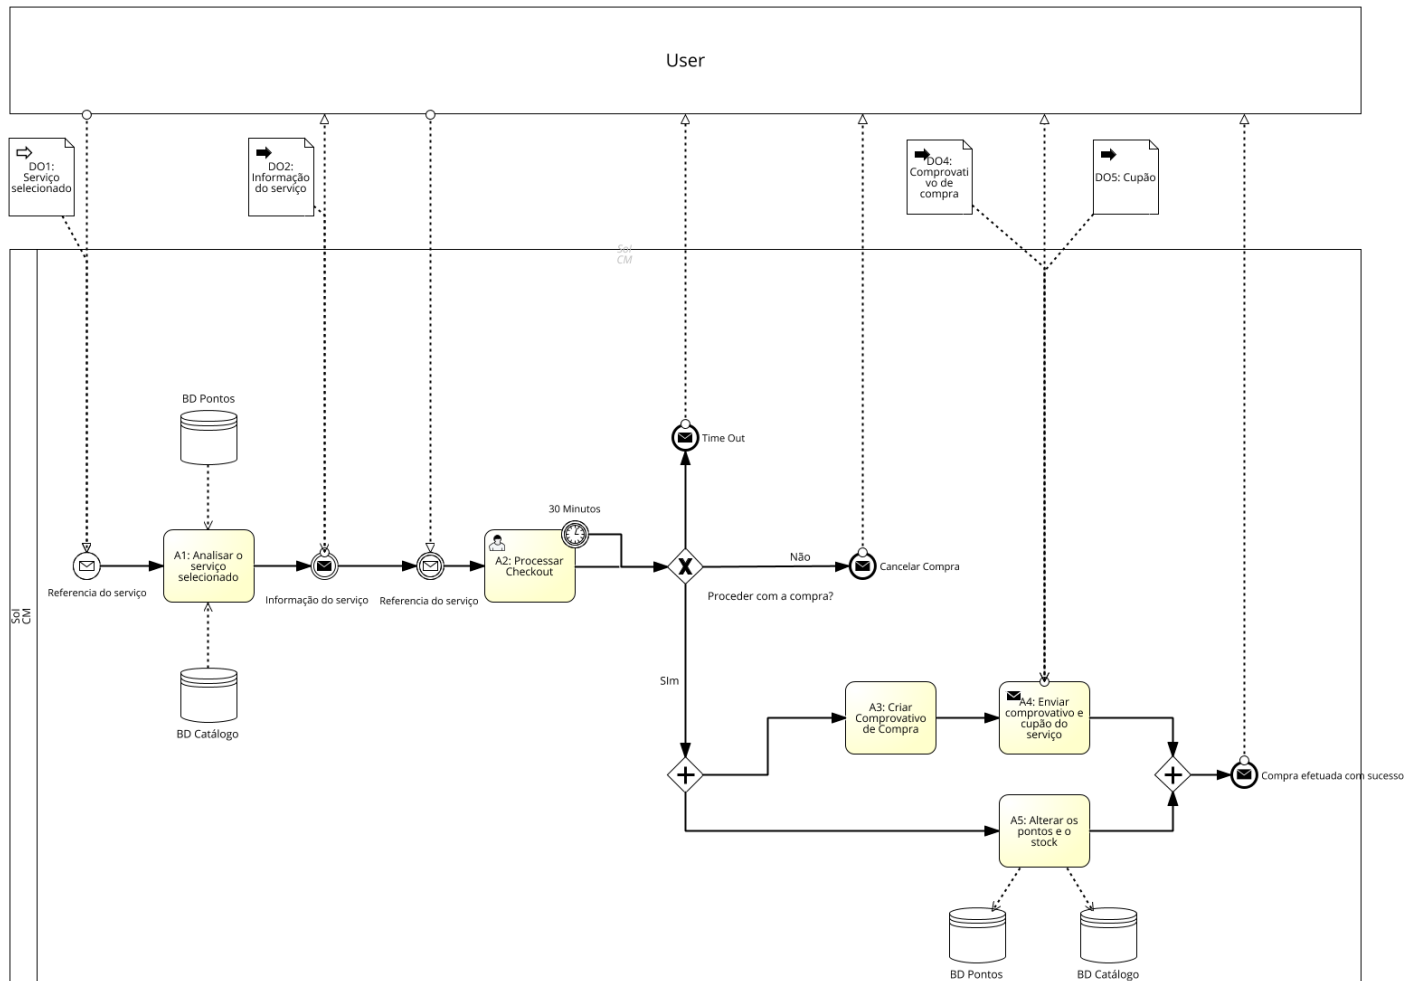 User
DO1:
Serviço
selecionado
DO2:
Informação
do serviço
DO4:
Comprovati
vo de
compra
DO5: Cupão
Sol
CM
Sol
CM
BD Pontos
Time Out
30 Minutos
A1: Analisar o
serviço
selecionado
A2: Processar
Checkout
Não
Cancelar Compra
Referencia do serviço
Informação do serviço
Referencia do serviço
Proceder com a compra?
SIm
BD Catálogo
A3: Criar
Comprovativo
de Compra
A4: Enviar
comprovativo e
cupão do
serviço
Compra efetuada com sucesso
A5: Alterar os
pontos e o
stock
BD Pontos
BD Catálogo